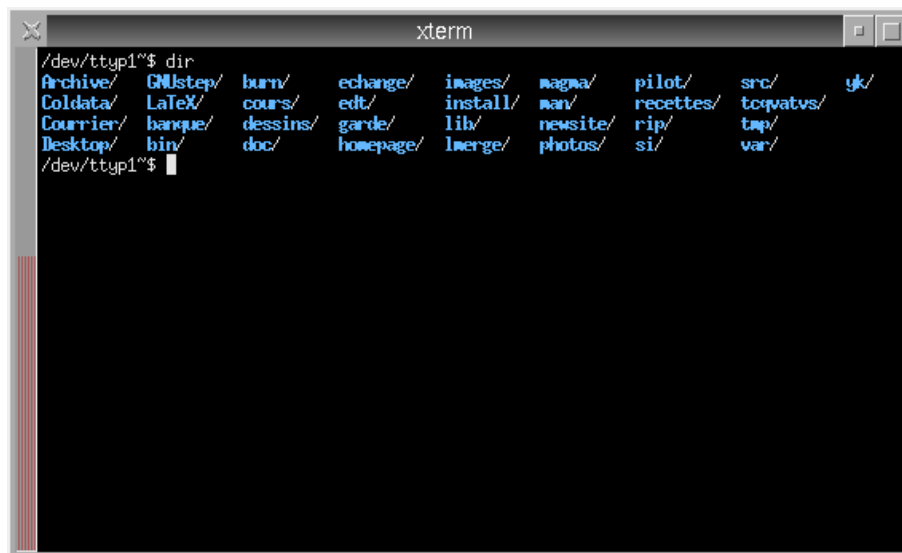 xterm
/dev/ttyp1~$ dir
Archive/ GNUstep/ burn/ echange/ images/ magma/ pilot/ src/ yk/
Coldata/ LaTeX/ cours/ edt/ install/ man/ recettes/ tcqvatvs/
Courrier/ banque/ dessins/ garde/ lib/ newsite/ rip/ tmp/
Desktop/ bin/ doc/ homepage/ lmerge/ photos/ si/ var/
/dev/ttyp1~$